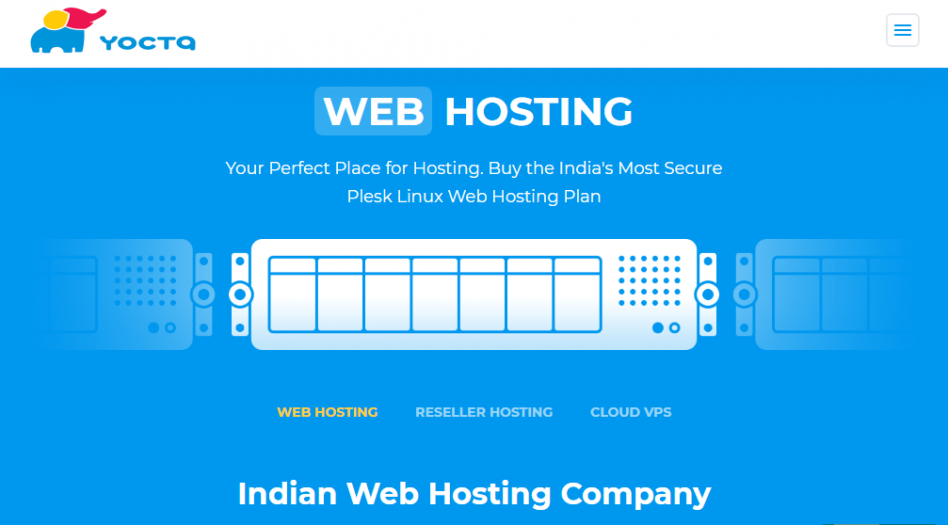 YOCTA
WEB HOSTING
Your Perfect Place for Hosting. Buy the India's Most Secure
Plesk Linux Web Hosting Plan
WEB HOSTING RESELLER HOSTING CLOUD VPS
Indian Web Hosting Company